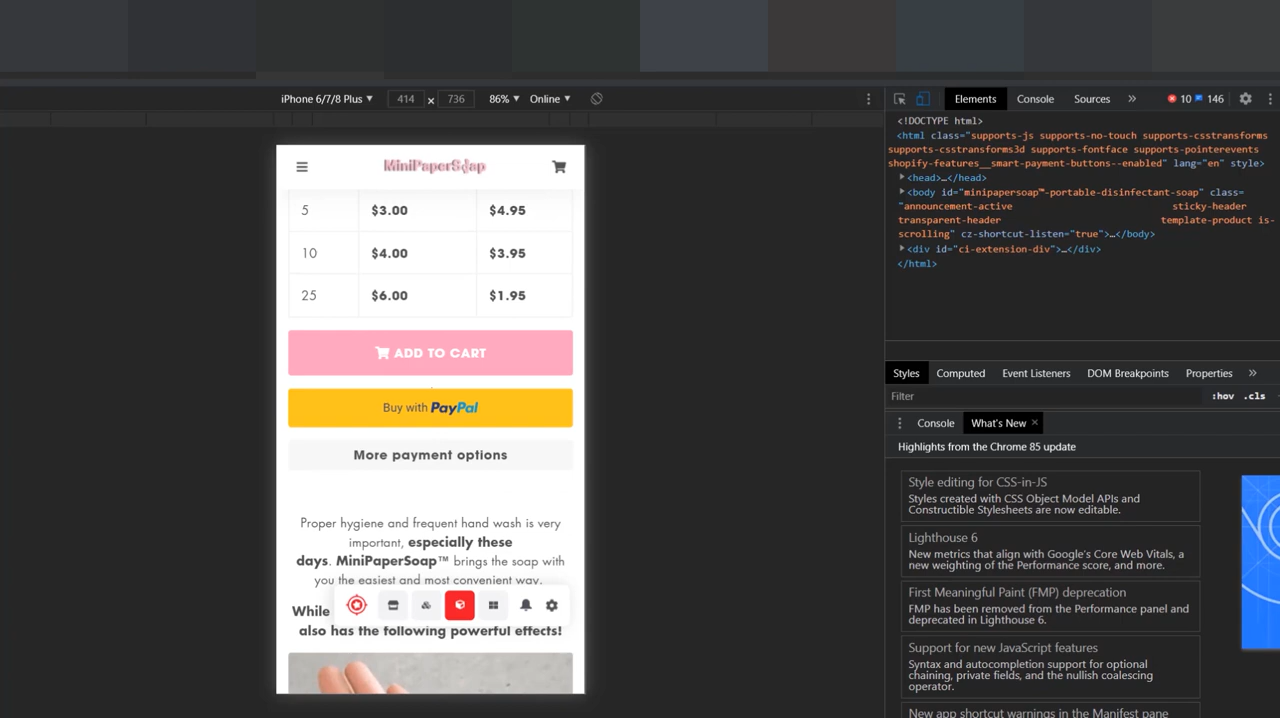 iPhone 6/7/8 Plus ▼ 414 × 736 86% ▼ Online ▼
Elements Console Sources » 10 146
MiniPaperSoap
5 $3.00 $4.95
10 $4.00 $3.95
25 $6.00 $1.95
ADD TO CART
Buy with PayPal
More payment options
Proper hygiene and frequent hand wash is very
important, especially these
days. MiniPaperSoap™ brings the soap with
you the easiest and most convenient way.
While
also has the following powerful effects!
<!DOCTYPE html>
<html class="supports-js supports-no-touch supports-csstransforms
supports-csstransforms3d supports-fontface supports-pointerevents
shopify-features__smart-payment-buttons--enabled" lang="en" style>
<head>…</head>
<body id="minipapersoap™-portable-disinfectant-soap" class=
"announcement-active sticky-header
transparent-header template-product is-
scrolling" cz-shortcut-listen="true">…</body>
<div id="ci-extension-div">…</div>
</html>
Styles Computed Event Listeners DOM Breakpoints Properties »
Filter :hov .cls
Console What's New ×
Highlights from the Chrome 85 update
Style editing for CSS-in-JS
Styles created with CSS Object Model APIs and
Constructible Stylesheets are now editable.
Lighthouse 6
New metrics that align with Google's Core Web Vitals, a
new weighting of the Performance score, and more.
First Meaningful Paint (FMP) deprecation
FMP has been removed from the Performance panel and
deprecated in Lighthouse 6.
Support for new JavaScript features
Syntax and autocompletion support for optional
chaining, private fields, and the nullish coalescing
operator.
New app shortcut warnings in the Manifest pane